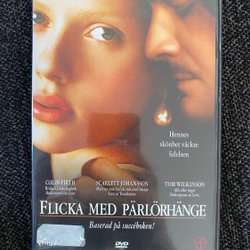 Hennes
skönhet väckte
lidelsen
COLIN FIRTH
SCARLETT JOHANSSON
TOM WILKINSON
FLICKA MED PÄRLÖRHÄNGE
Baserad på succéboken!
DVD